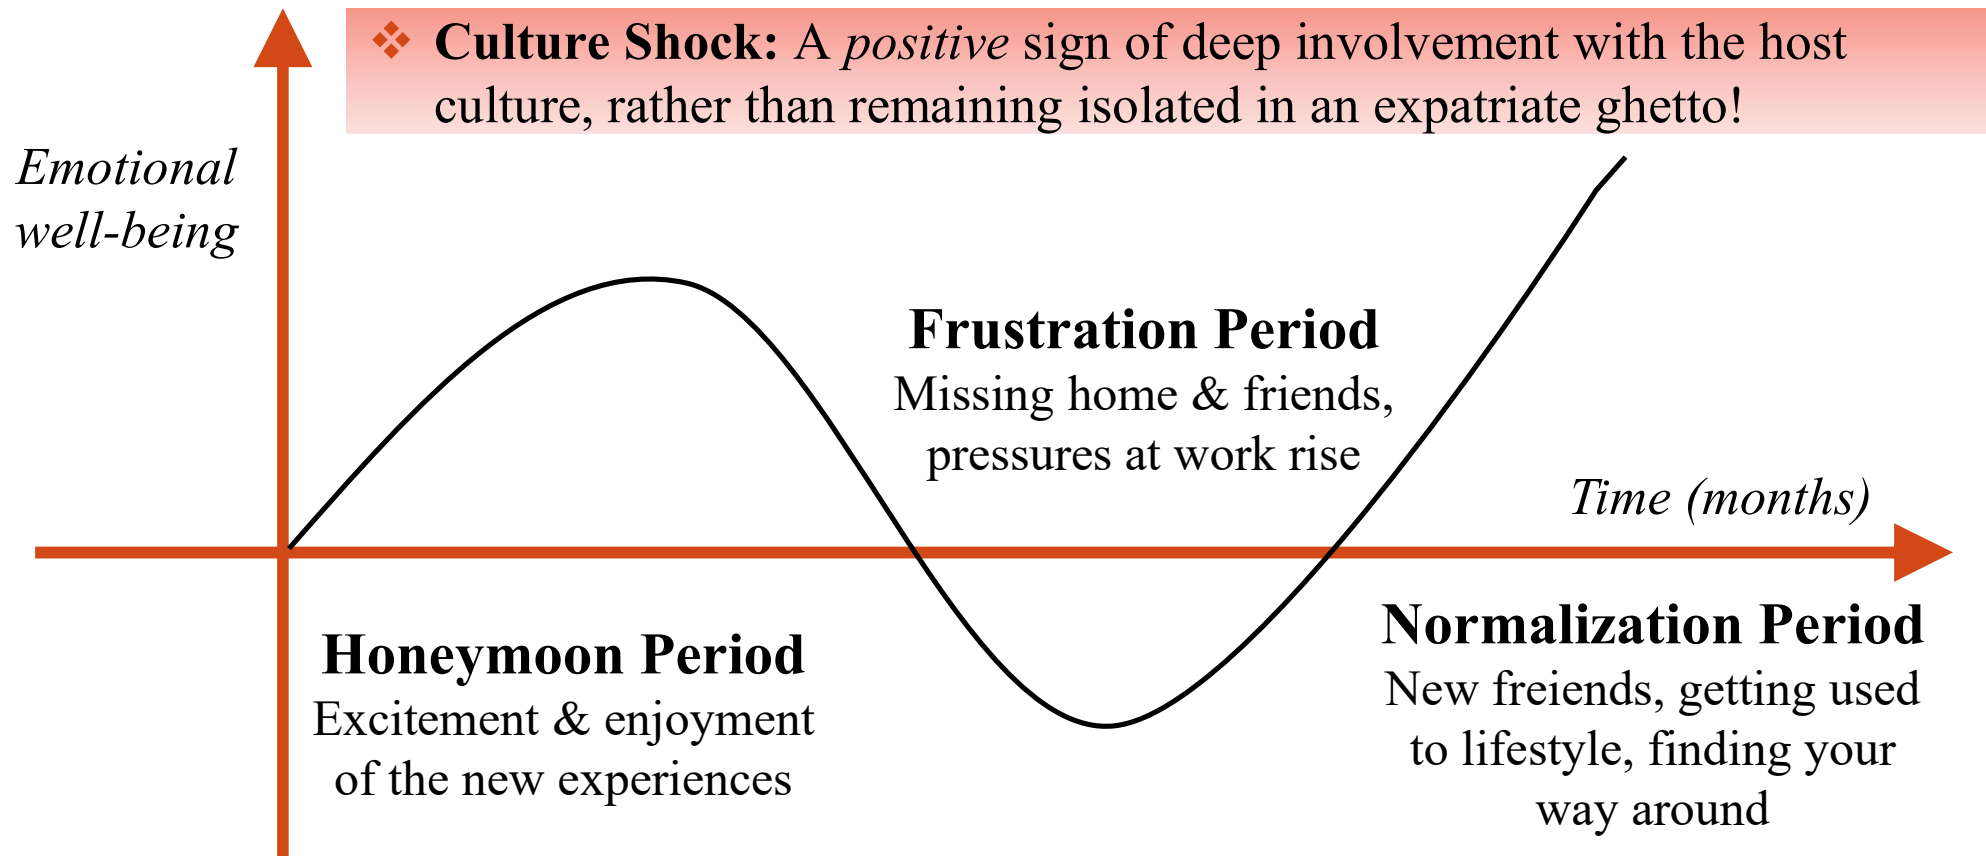 ❖ Culture Shock: A positive sign of deep involvement with the host
culture, rather than remaining isolated in an expatriate ghetto!
Emotional
well-being
Frustration Period
Missing home & friends,
pressures at work rise
Time (months)
Honeymoon Period
Excitement & enjoyment
of the new experiences
Normalization Period
New freiends, getting used
to lifestyle, finding your
way around